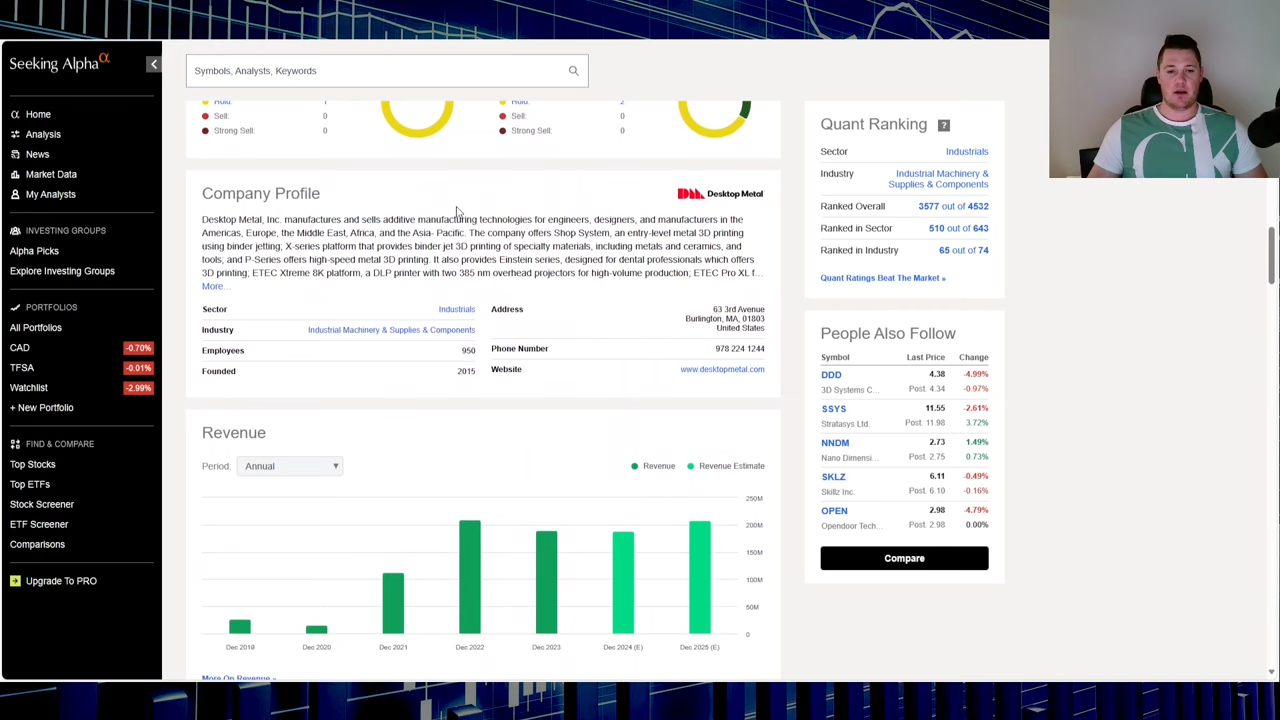 Seeking Alpha α
Home
Analysis
News
Market Data
My Analysts
INVESTING GROUPS
Alpha Picks
Explore Investing Groups
PORTFOLIOS
All Portfolios
CAD -0.70%
TFSA -0.01%
Watchlist -2.99%
+ New Portfolio
FIND & COMPARE
Top Stocks
Top ETFs
Stock Screener
ETF Screener
Comparisons
Upgrade To PRO
Symbols, Analysts, Keywords
Hold: 1
Sell: 0
Strong Sell: 0
Hold: 2
Sell: 0
Strong Sell: 0
Company Profile
Desktop Metal
Desktop Metal, Inc. manufactures and sells additive manufacturing technologies for engineers, designers, and manufacturers in the
Americas, Europe, the Middle East, Africa, and the Asia- Pacific. The company offers Shop System, an entry-level metal 3D printing
using binder jetting; X-series platform that provides binder jet 3D printing of specialty materials, including metals and ceramics, and
tools; and P-Series offers high-speed metal 3D printing. It also provides Einstein series, designed for dental professionals which offers
3D printing; ETEC Xtreme 8K platform, a DLP printer with two 385 nm overhead projectors for high-volume production; ETEC Pro XL f...
More...
Sector Industrials
Industry Industrial Machinery & Supplies & Components
Employees 950
Founded 2015
Address 63 3rd Avenue
Burlington, MA, 01803
United States
Phone Number 978 224 1244
Website www.desktopmetal.com
Revenue
Period: Annual
Revenue Revenue Estimate
250M
200M
150M
100M
50M
0
Dec 2019 Dec 2020 Dec 2021 Dec 2022 Dec 2023 Dec 2024 (E) Dec 2025 (E)
More On Revenue »
Quant Ranking ?
Sector Industrials
Industry Industrial Machinery &
Supplies & Components
Ranked Overall 3577 out of 4532
Ranked in Sector 510 out of 643
Ranked in Industry 65 out of 74
Quant Ratings Beat The Market »
People Also Follow
Symbol Last Price Change
DDD 4.38 -4.99%
3D Systems C... Post. 4.34 -0.97%
SSYS 11.55 -2.61%
Stratasys Ltd. Post. 11.98 3.72%
NNDM 2.73 1.49%
Nano Dimensi... Post. 2.75 0.73%
SKLZ 6.11 -0.49%
Skillz Inc. Post. 6.10 -0.16%
OPEN 2.98 -4.79%
Opendoor Tech... Post. 2.98 0.00%
Compare